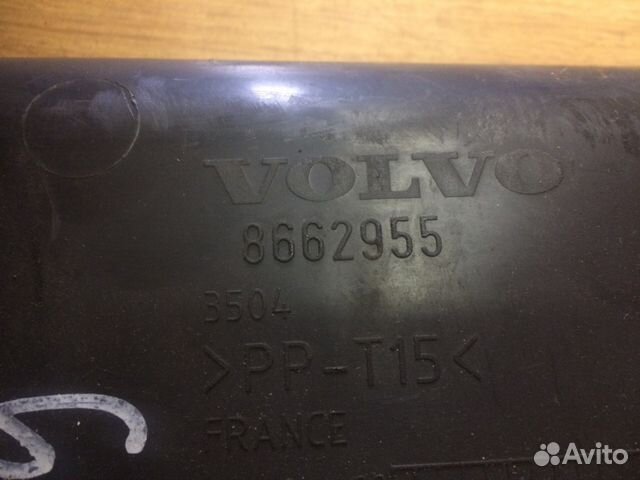 VOLVO
8662955
3504
>PP-T15<
FRANCE
Avito